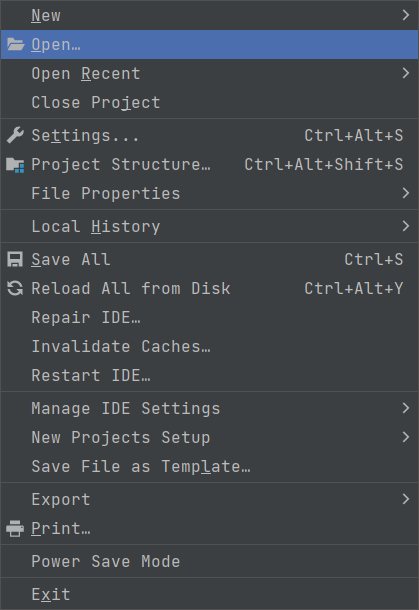 New
Open…
Open Recent
Close Project
Settings... Ctrl+Alt+S
Project Structure… Ctrl+Alt+Shift+S
File Properties
Local History
Save All Ctrl+S
Reload All from Disk Ctrl+Alt+Y
Repair IDE…
Invalidate Caches…
Restart IDE…
Manage IDE Settings
New Projects Setup
Save File as Template…
Export
Print…
Power Save Mode
Exit